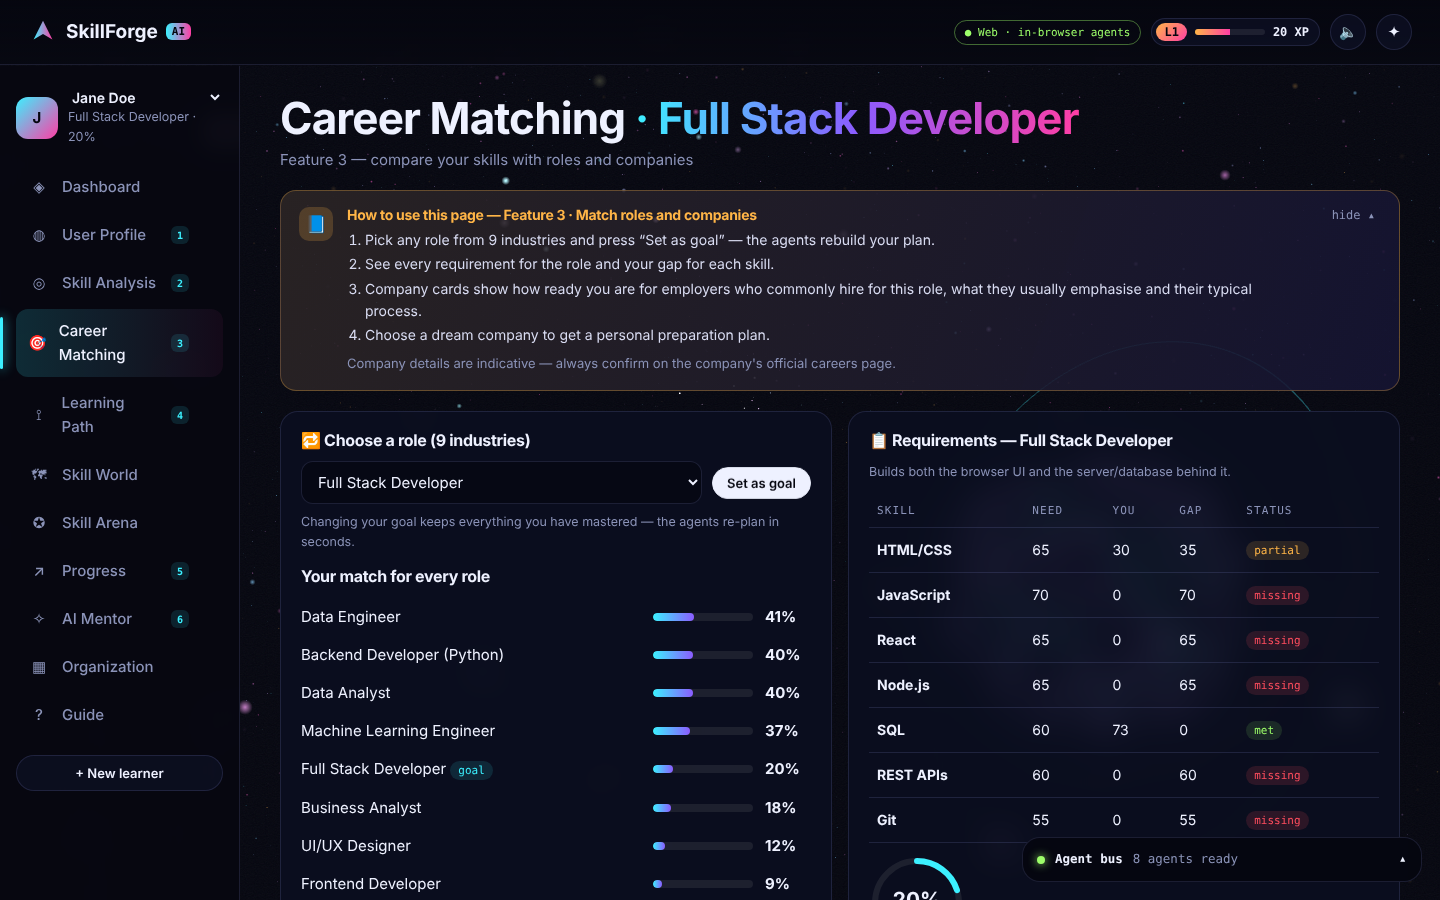 SkillForge AI
Web · in-browser agents
L1 20 XP
Jane Doe
Full Stack Developer ·
20%
Dashboard
User Profile 1
Skill Analysis 2
Career
Matching 3
Learning
Path 4
Skill World
Skill Arena
Progress 5
AI Mentor 6
Organization
? Guide
+ New learner
Career Matching · Full Stack Developer
Feature 3 — compare your skills with roles and companies
How to use this page — Feature 3 · Match roles and companies
hide
1. Pick any role from 9 industries and press “Set as goal” — the agents rebuild your plan.
2. See every requirement for the role and your gap for each skill.
3. Company cards show how ready you are for employers who commonly hire for this role, what they usually emphasise and their typical
process.
4. Choose a dream company to get a personal preparation plan.
Company details are indicative — always confirm on the company's official careers page.
Choose a role (9 industries)
Full Stack Developer
Set as goal
Changing your goal keeps everything you have mastered — the agents re-plan in
seconds.
Your match for every role
Data Engineer 41%
Backend Developer (Python) 40%
Data Analyst 40%
Machine Learning Engineer 37%
Full Stack Developer goal 20%
Business Analyst 18%
UI/UX Designer 12%
Frontend Developer 9%
Requirements — Full Stack Developer
Builds both the browser UI and the server/database behind it.
SKILL NEED YOU GAP STATUS
HTML/CSS 65 30 35 partial
JavaScript 70 0 70 missing
React 65 0 65 missing
Node.js 65 0 65 missing
SQL 60 73 0 met
REST APIs 60 0 60 missing
Git 55 0 55 missing
20%
Agent bus 8 agents ready